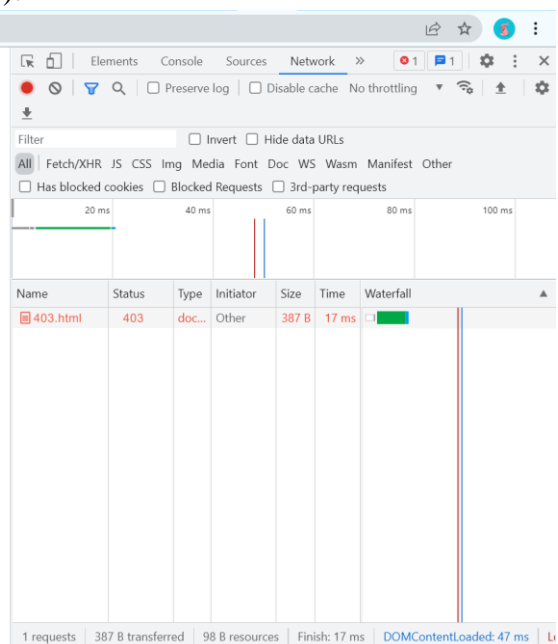 ).
Elements Console Sources Network » 1 1
Preserve log Disable cache No throttling
Filter Invert Hide data URLs
All Fetch/XHR JS CSS Img Media Font Doc WS Wasm Manifest Other
Has blocked cookies Blocked Requests 3rd-party requests
20 ms 40 ms 60 ms 80 ms 100 ms
Name Status Type Initiator Size Time Waterfall
403.html 403 doc... Other 387 B 17 ms
1 requests 387 B transferred 98 B resources Finish: 17 ms DOMContentLoaded: 47 ms